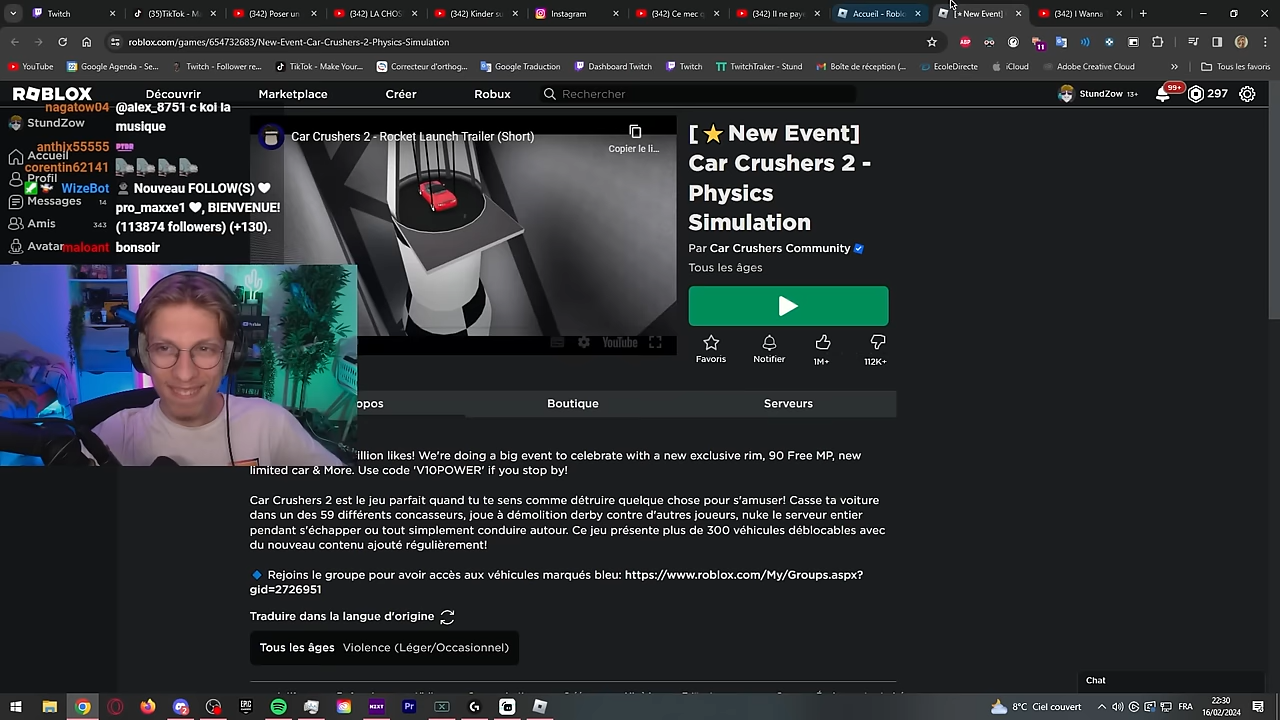 Twitch
(35)TikTok - Ma
(342) Poser un
(342) LA CHOS
(342) Kinder su
Instagram
(342) Ce mec q
(342) Il ne paye
Accueil - Roblo
[⭐New Event]
(342) I Wanna
roblox.com/games/654732683/New-Event-Car-Crushers-2-Physics-Simulation
YouTube
Google Agenda - Se...
Twitch - Follower re...
TikTok - Make Your...
Correcteur d'orthog...
Google Traduction
Dashboard Twitch
Twitch
TwitchTraker - Stund
Boîte de réception (...
EcoleDirecte
iCloud
Adobe Creative Cloud
»
Tous les favoris
ROBLOX
Découvrir
Marketplace
Créer
Robux
Rechercher
StundZow 13+
99+
297
nagatow04 @alex_8751 c koi la
musique
StundZow
anthjx55555
corentin62141
Accueil
Profil
WizeBot Nouveau FOLLOW(S)
Messages 14
pro_maxxe1 , BIENVENUE!
Amis 343
(113874 followers) (+130).
Avatar
maloant bonsoir
Car Crushers 2 - Rocket Launch Trailer (Short)
Copier le li...
YouTube
[⭐New Event]
Car Crushers 2 -
Physics
Simulation
Par Car Crushers Community
Tous les âges
Favoris
Notifier
1M+
112K+
opos
Boutique
Serveurs
illion likes! We're doing a big event to celebrate with a new exclusive rim, 90 Free MP, new
limited car & More. Use code 'V10POWER' if you stop by!
Car Crushers 2 est le jeu parfait quand tu te sens comme détruire quelque chose pour s'amuser! Casse ta voiture
dans un des 59 différents concasseurs, joue à démolition derby contre d'autres joueurs, nuke le serveur entier
pendant s'échapper ou tout simplement conduire autour. Ce jeu présente plus de 300 véhicules débloquables avec
du nouveau contenu ajouté régulièrement!
🔹 Rejoins le groupe pour avoir accès aux véhicules marqués bleu: https://www.roblox.com/My/Groups.aspx?
gid=2726951
Traduire dans la langue d'origine
Tous les âges Violence (Léger/Occasionnel)
Chat
8°C Ciel couvert
FRA
22:30
16/02/2024